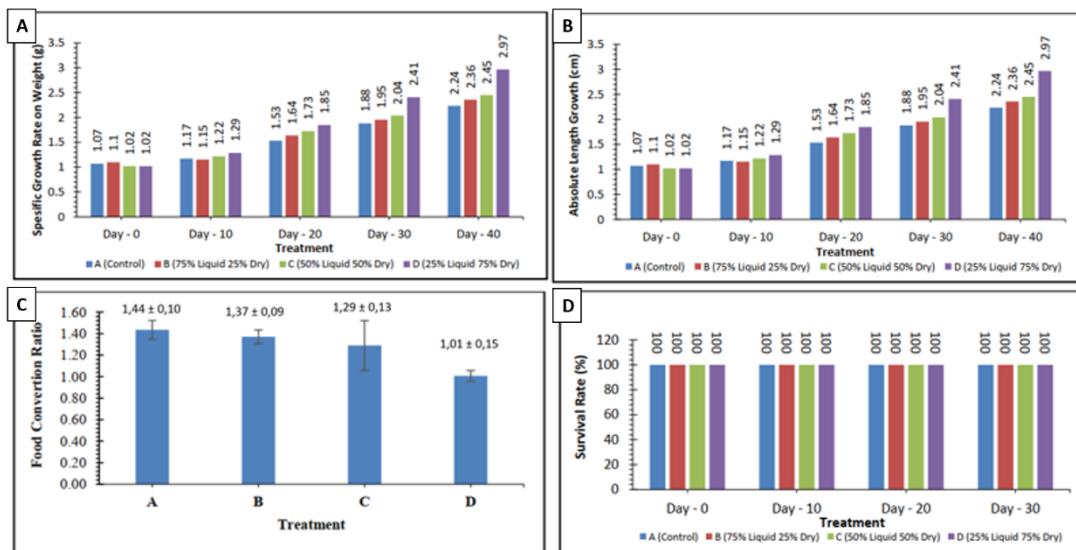 A
Spesific Growth Rate on Weight (g)
3.5
3
2.5
2
1.5
1
0.5
0
1.07 1.1 1.02 1.02
1.17 1.15 1.22 1.29
1.53 1.64 1.73 1.85
1.88 1.95 2.04 2.41
2.24 2.36 2.45 2.97
Day - 0 Day - 10 Day - 20 Day - 30 Day - 40
Treatment
A (Control) B (75% Liquid 25% Dry) C (50% Liquid 50% Dry) D (25% Liquid 75% Dry)
B
Absolute Length Growth (cm)
3.5
3
2.5
2
1.5
1
0.5
0
1.07 1.1 1.02 1.02
1.17 1.15 1.22 1.29
1.53 1.64 1.73 1.85
1.88 1.95 2.04 2.41
2.24 2.36 2.45 2.97
Day - 0 Day - 10 Day - 20 Day - 30 Day - 40
Treatment
A (Control) B (75% Liquid 25% Dry) C (50% Liquid 50% Dry) D (25% Liquid 75% Dry)
C
Food Convertion Ratio
1.60
1.40
1.20
1.00
0.80
0.60
0.40
0.20
0.00
1,44 ± 0,10 1,37 ± 0,09 1,29 ± 0,13 1,01 ± 0,15
A B C D
Treatment
D
Survival Rate (%)
120
100
80
60
40
20
0
100 100 100 100
100 100 100 100
100 100 100 100
100 100 100 100
Day - 0 Day - 10 Day - 20 Day - 30
Treatment
A (Control) B (75% Liquid 25% Dry) C (50% Liquid 50% Dry) D (25% Liquid 75% Dry)